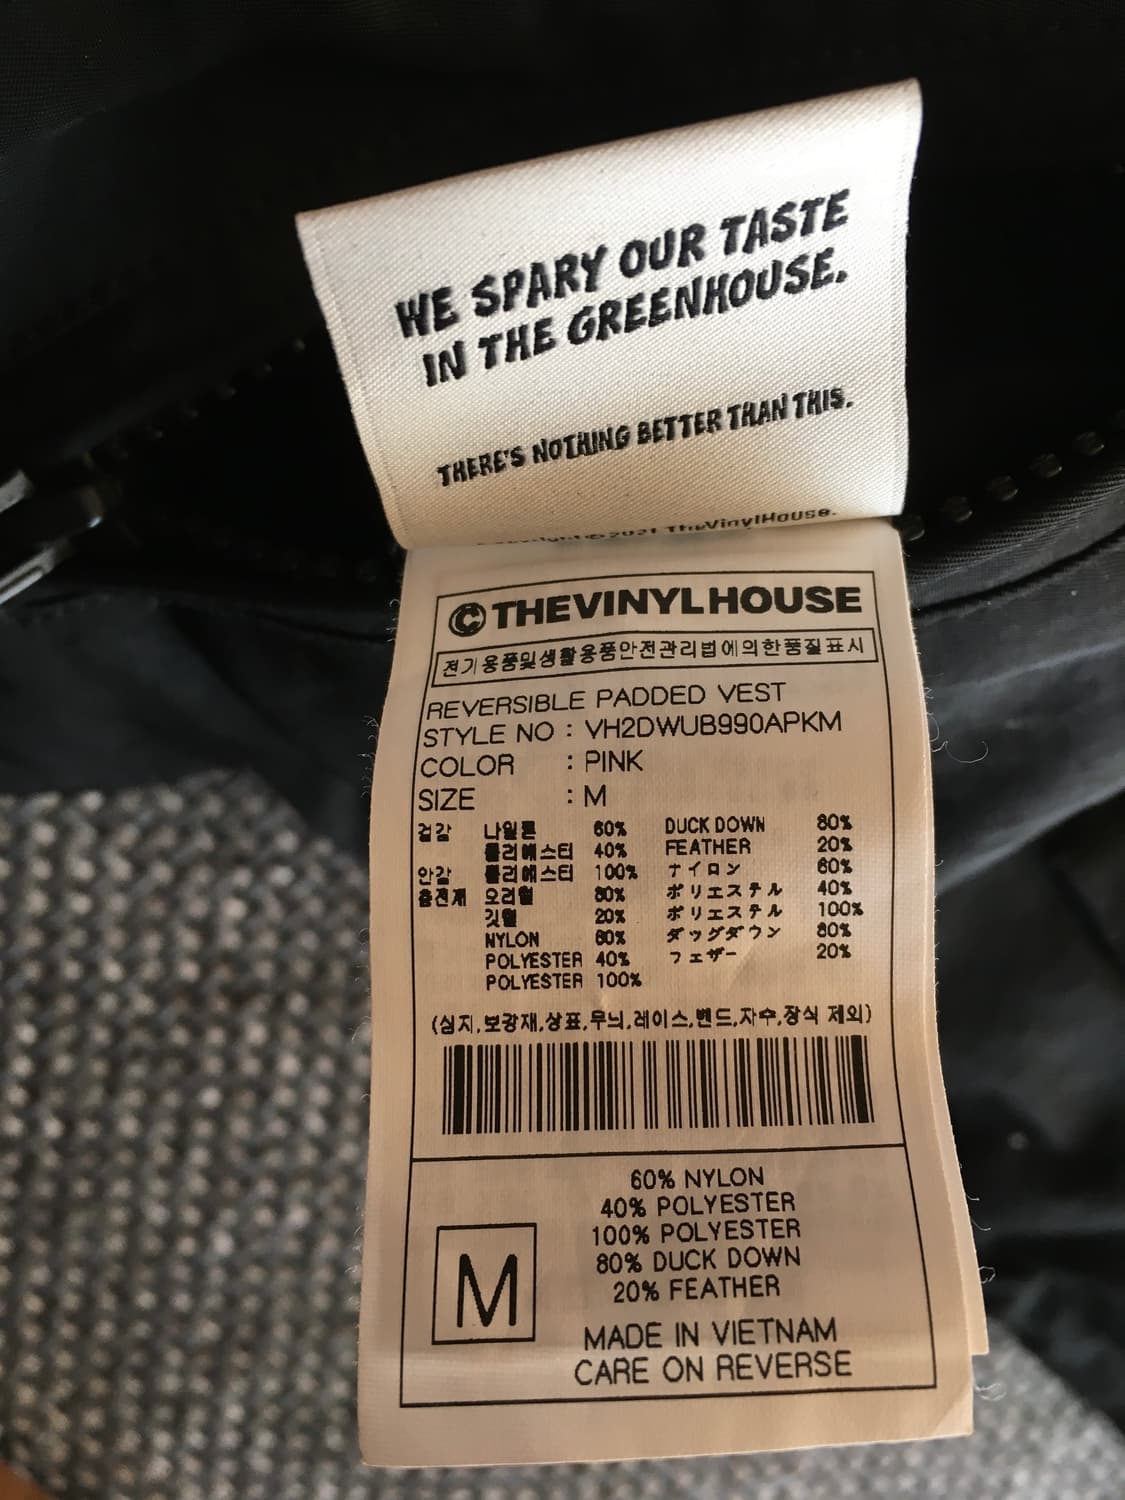 WE SPARY OUR TASTE
IN THE GREENHOUSE.
THERE'S NOTHING BETTER THAN THIS.
Copyright © 2021 TheVinylHouse.
© THEVINYLHOUSE
전기용품및생활용품안전관리법에의한품질표시
REVERSIBLE PADDED VEST
STYLE NO : VH2DWUB990APKM
COLOR : PINK
SIZE : M
겉감 나일론 60% DUCK DOWN 80%
폴리에스터 40% FEATHER 20%
안감 폴리에스터 100% ナイロン 60%
충전재 오리털 80% ポリエステル 40%
깃털 20% ポリエステル 100%
NYLON 60% ダッグダウン 80%
POLYESTER 40% フェザー 20%
POLYESTER 100%
(심지,보강재,상표,무늬,레이스,밴드,자수,장식 제외)
60% NYLON
40% POLYESTER
100% POLYESTER
80% DUCK DOWN
20% FEATHER
M
MADE IN VIETNAM
CARE ON REVERSE